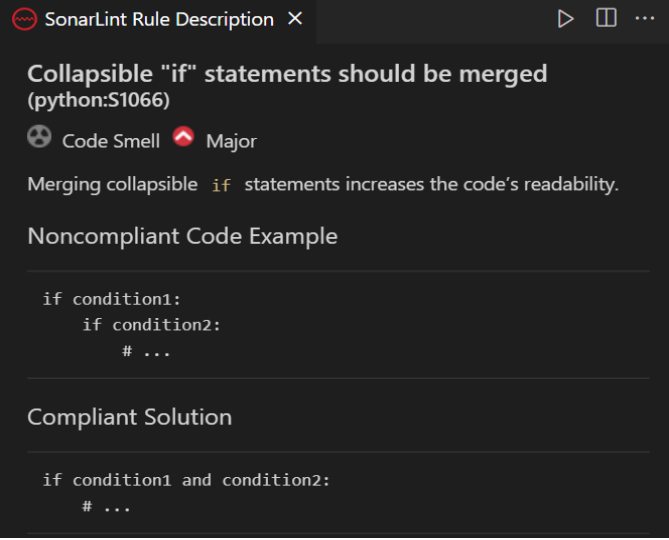 SonarLint Rule Description
Collapsible "if" statements should be merged
(python:S1066)
Code Smell Major
Merging collapsible if statements increases the code’s readability.
Noncompliant Code Example
if condition1:
    if condition2:
        # ...
Compliant Solution
if condition1 and condition2:
    # ...